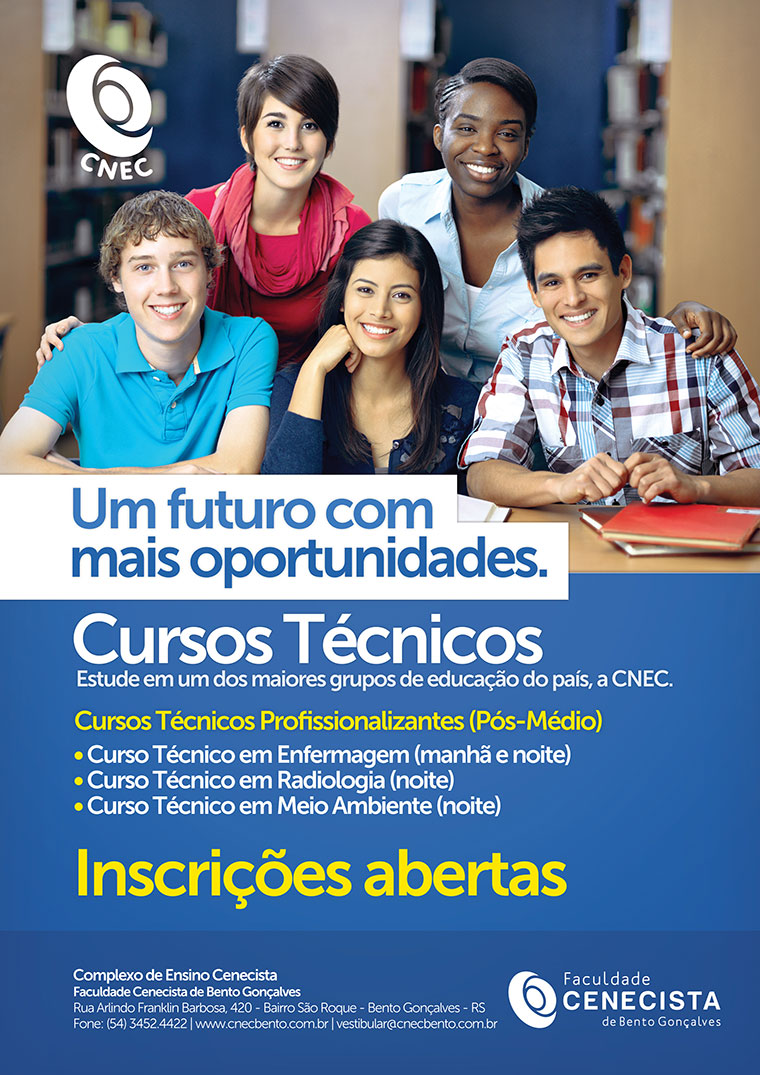 CNEC
Um futuro com
mais oportunidades.
Cursos Técnicos
Estude em um dos maiores grupos de educação do país, a CNEC.
Cursos Técnicos Profissionalizantes (Pós-Médio)
• Curso Técnico em Enfermagem (manhã e noite)
• Curso Técnico em Radiologia (noite)
• Curso Técnico em Meio Ambiente (noite)
Inscrições abertas
Complexo de Ensino Cenecista
Faculdade Cenecista de Bento Gonçalves
Rua Arlindo Franklin Barbosa, 420 - Bairro São Roque - Bento Gonçalves - RS
Fone: (54) 3452.4422 | www.cnecbento.com.br | vestibular@cnecbento.com.br
Faculdade
CENECISTA
de Bento Gonçalves